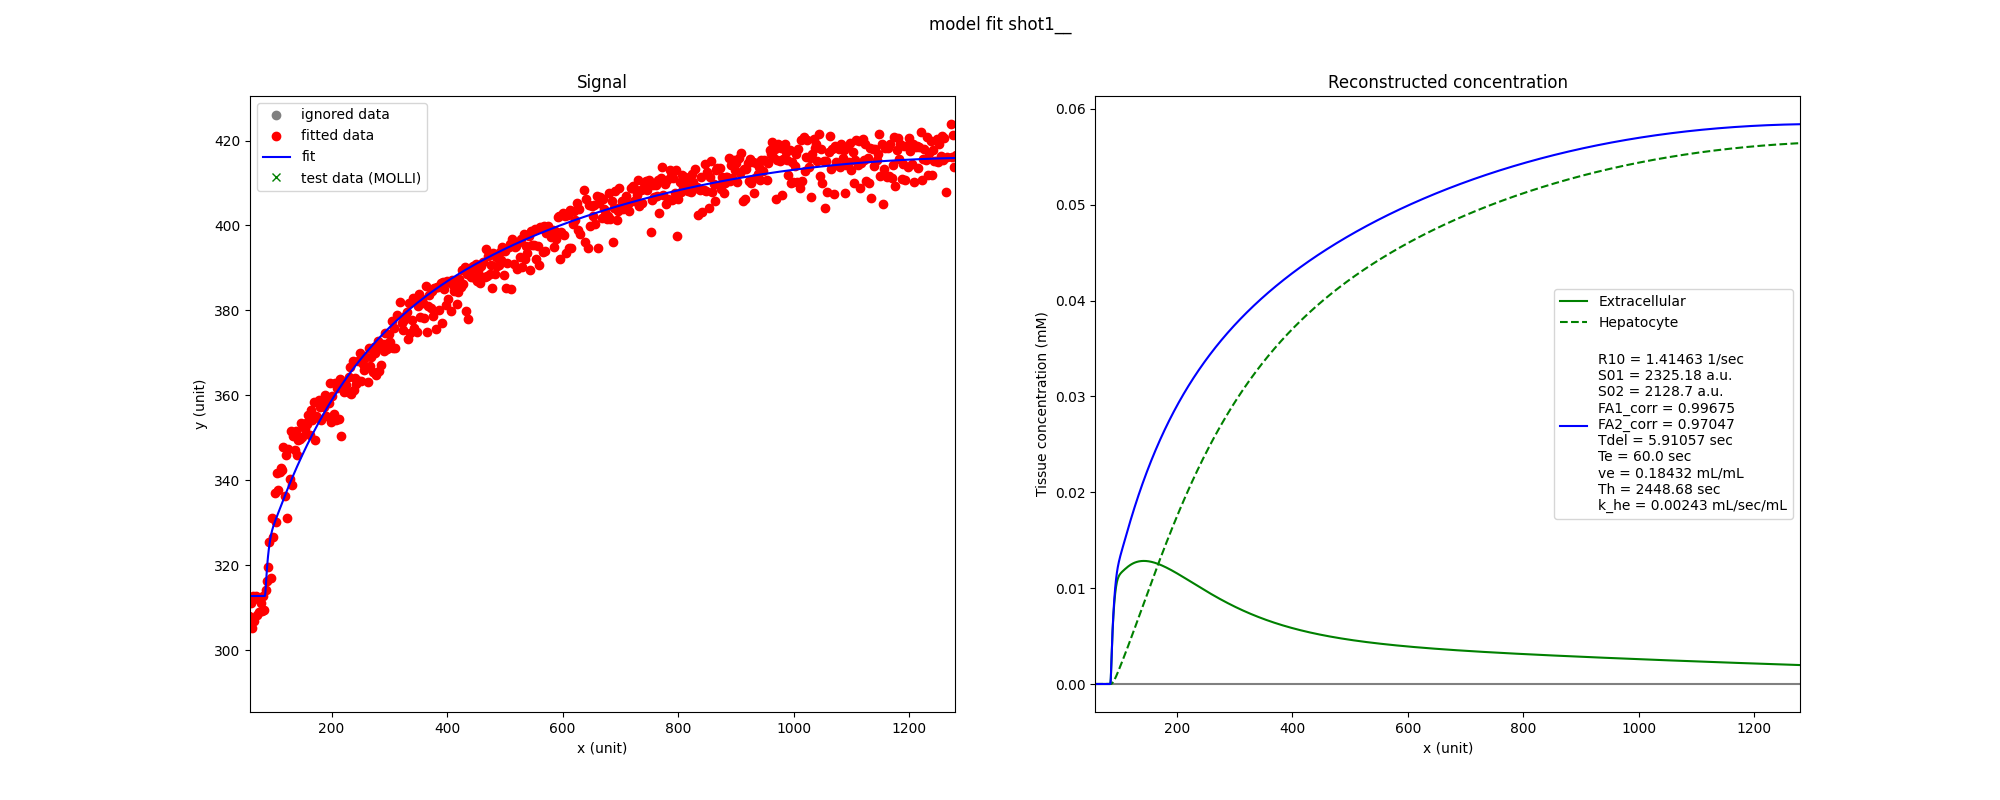 model fit shot1__
Signal
420
400
380
360
340
320
300
y (unit)
200
400
600
800
1000
1200
x (unit)
ignored data
fitted data
fit
test data (MOLLI)
Reconstructed concentration
0.06
0.05
0.04
0.03
0.02
0.01
0.00
Tissue concentration (mM)
200
400
600
800
1000
1200
x (unit)
Extracellular
Hepatocyte
R10 = 1.41463 1/sec
S01 = 2325.18 a.u.
S02 = 2128.7 a.u.
FA1_corr = 0.99675
FA2_corr = 0.97047
Tdel = 5.91057 sec
Te = 60.0 sec
ve = 0.18432 mL/mL
Th = 2448.68 sec
k_he = 0.00243 mL/sec/mL